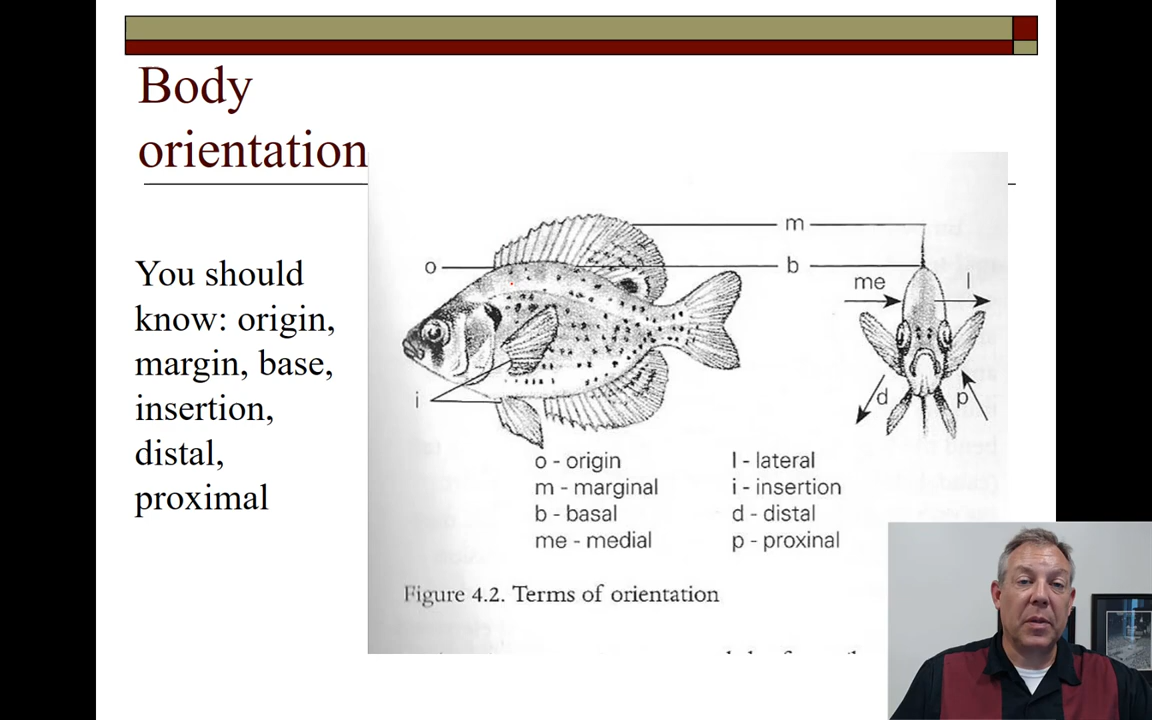 Body
orientation
You should
know: origin,
margin, base,
insertion,
distal,
proximal
o
m
b
me
l
i
d
p
o - origin
m - marginal
b - basal
me - medial
l - lateral
i - insertion
d - distal
p - proxinal
Figure 4.2. Terms of orientation